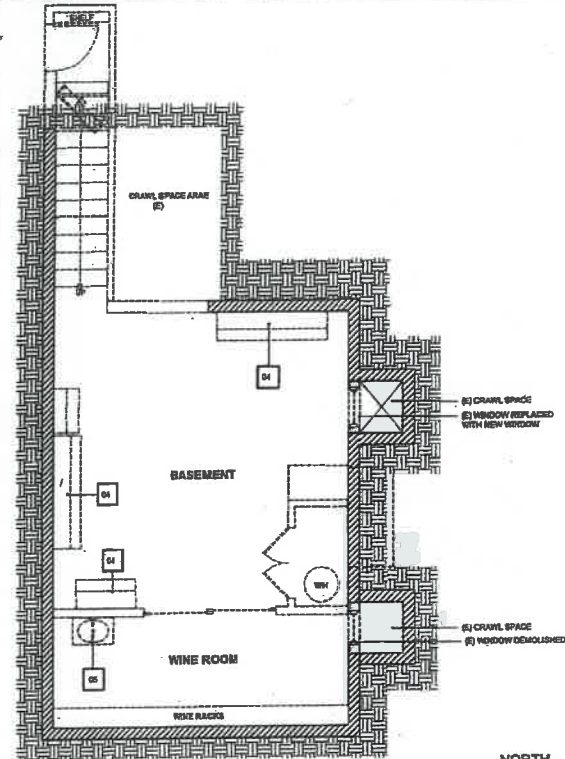 SHELF
CRAWL SPACE ARAE
(E)
04
(E) CRAWL SPACE
(E) WINDOW REPLACED
WITH NEW WINDOW
BASEMENT
04
04
WH
(E) CRAWL SPACE
(E) WINDOW DEMOLISHED
WINE ROOM
05
WINE RACKS
NORTH